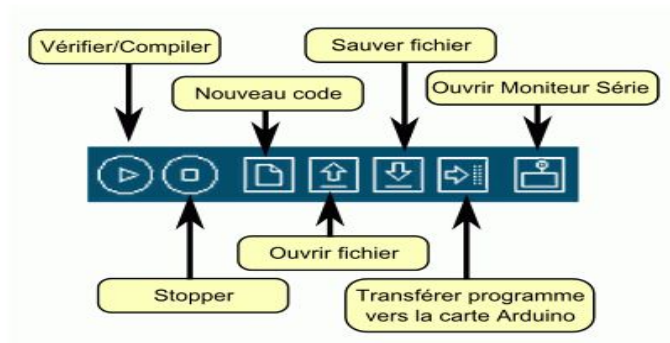 Vérifier/Compiler
Sauver fichier
Nouveau code
Ouvrir Moniteur Série
Ouvrir fichier
Stopper
Transférer programme
vers la carte Arduino